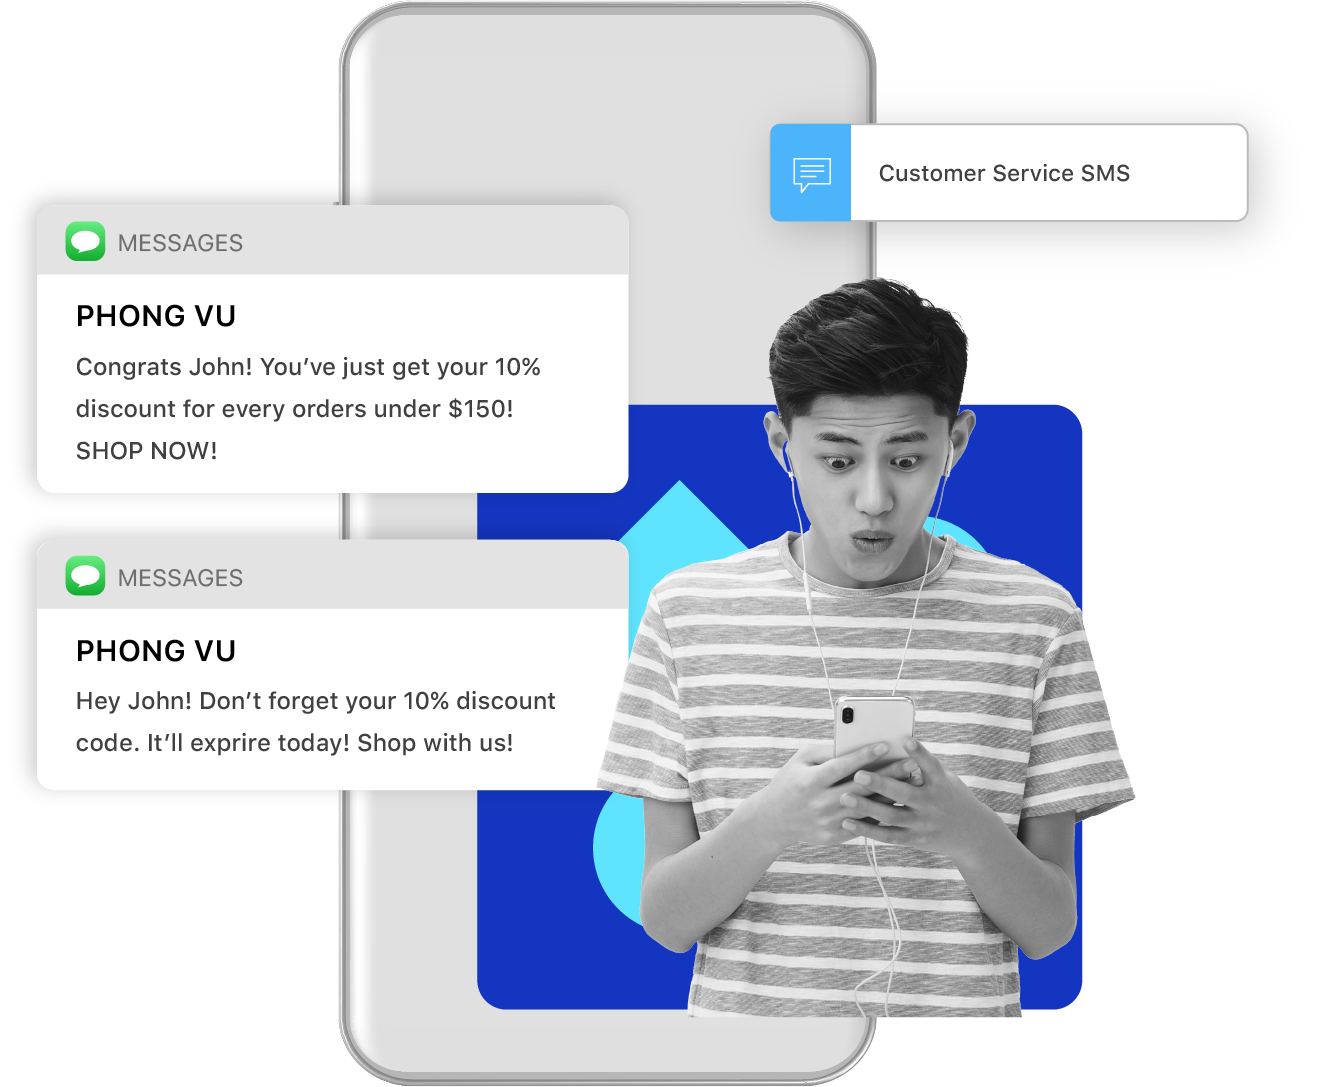 Customer Service SMS
MESSAGES
PHONG VU
Congrats John! You’ve just get your 10%
discount for every orders under $150!
SHOP NOW!
MESSAGES
PHONG VU
Hey John! Don’t forget your 10% discount
code. It’ll exprire today! Shop with us!